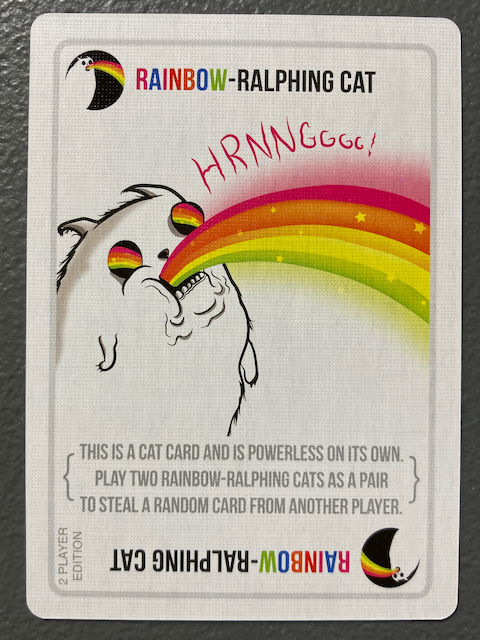 RAINBOW-RALPHING CAT
HRNNGGGG!
THIS IS A CAT CARD AND IS POWERLESS ON ITS OWN.
PLAY TWO RAINBOW-RALPHING CATS AS A PAIR
TO STEAL A RANDOM CARD FROM ANOTHER PLAYER.
2 PLAYER
EDITION
RAINBOW-RALPHING CAT